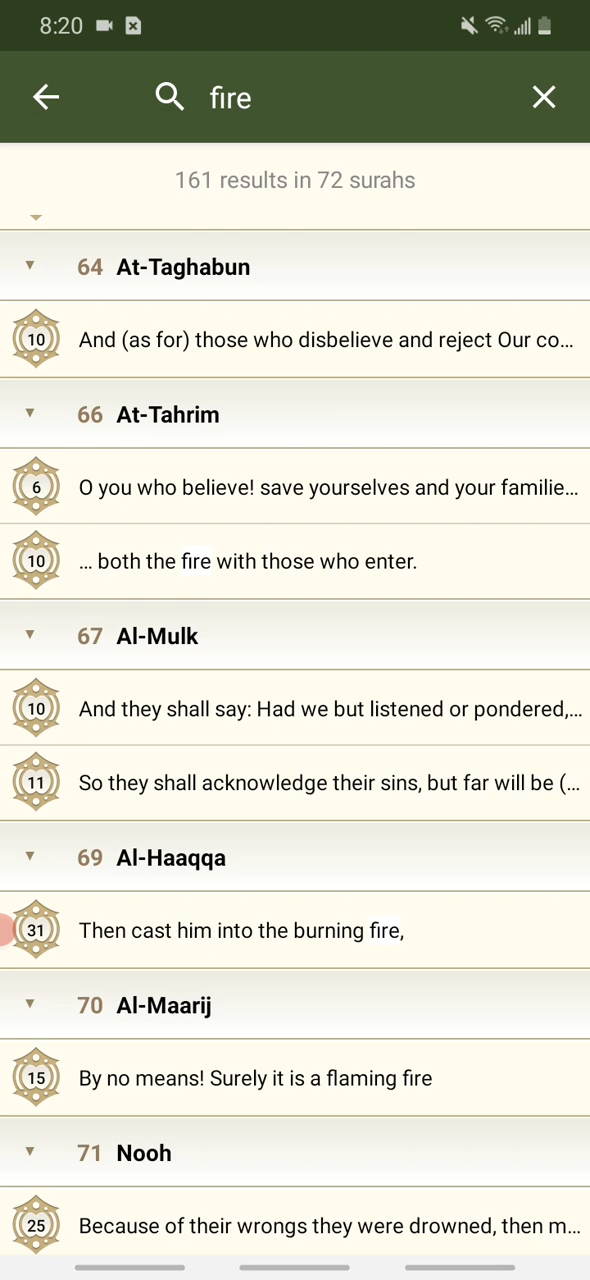 8:20
fire
161 results in 72 surahs
64 At-Taghabun
10 And (as for) those who disbelieve and reject Our co...
66 At-Tahrim
6 O you who believe! save yourselves and your familie...
10 ... both the fire with those who enter.
67 Al-Mulk
10 And they shall say: Had we but listened or pondered,...
11 So they shall acknowledge their sins, but far will be (...
69 Al-Haaqqa
31 Then cast him into the burning fire,
70 Al-Maarij
15 By no means! Surely it is a flaming fire
71 Nooh
25 Because of their wrongs they were drowned, then m...